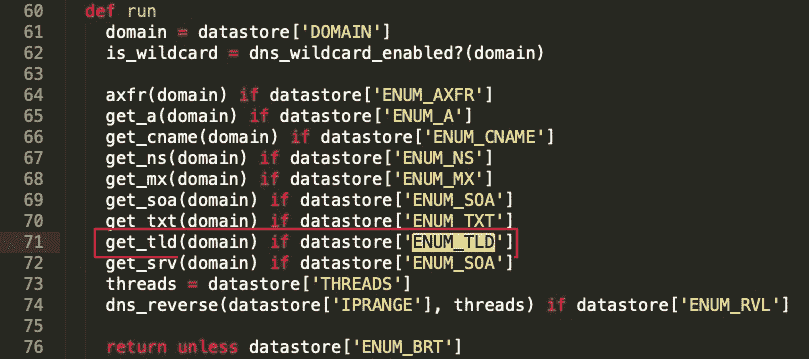 60 def run
61 domain = datastore['DOMAIN']
62 is_wildcard = dns_wildcard_enabled?(domain)
63
64 axfr(domain) if datastore['ENUM_AXFR']
65 get_a(domain) if datastore['ENUM_A']
66 get_cname(domain) if datastore['ENUM_CNAME']
67 get_ns(domain) if datastore['ENUM_NS']
68 get_mx(domain) if datastore['ENUM_MX']
69 get_soa(domain) if datastore['ENUM_SOA']
70 get_txt(domain) if datastore['ENUM_TXT']
71 get_tld(domain) if datastore['ENUM_TLD']
72 get_srv(domain) if datastore['ENUM_SOA']
73 threads = datastore['THREADS']
74 dns_reverse(datastore['IPRANGE'], threads) if datastore['ENUM_RVL']
75
76 return unless datastore['ENUM_BRT']